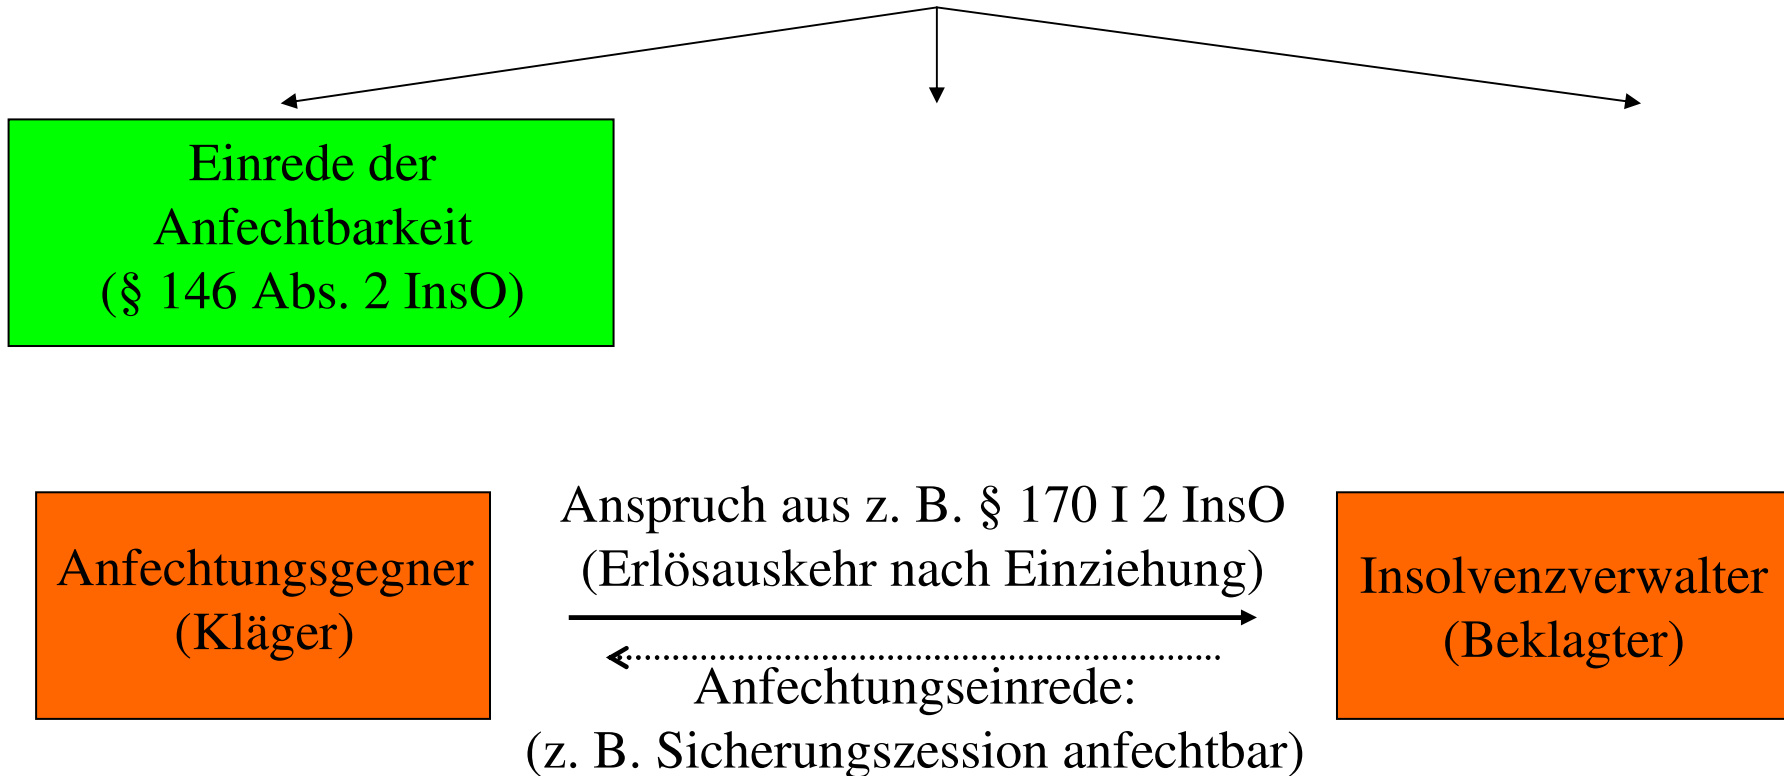 Einrede der
Anfechtbarkeit
(§ 146 Abs. 2 InsO)
Anfechtungsgegner
(Kläger)
Anspruch aus z. B. § 170 I 2 InsO
(Erlösauskehr nach Einziehung)
Anfechtungseinrede:
(z. B. Sicherungszession anfechtbar)
Insolvenzverwalter
(Beklagter)